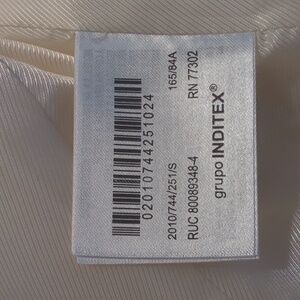 02010744251024
165/84A
2010/744/251/S
RN 77302
RUC 80089348-4
grupo INDITEX®